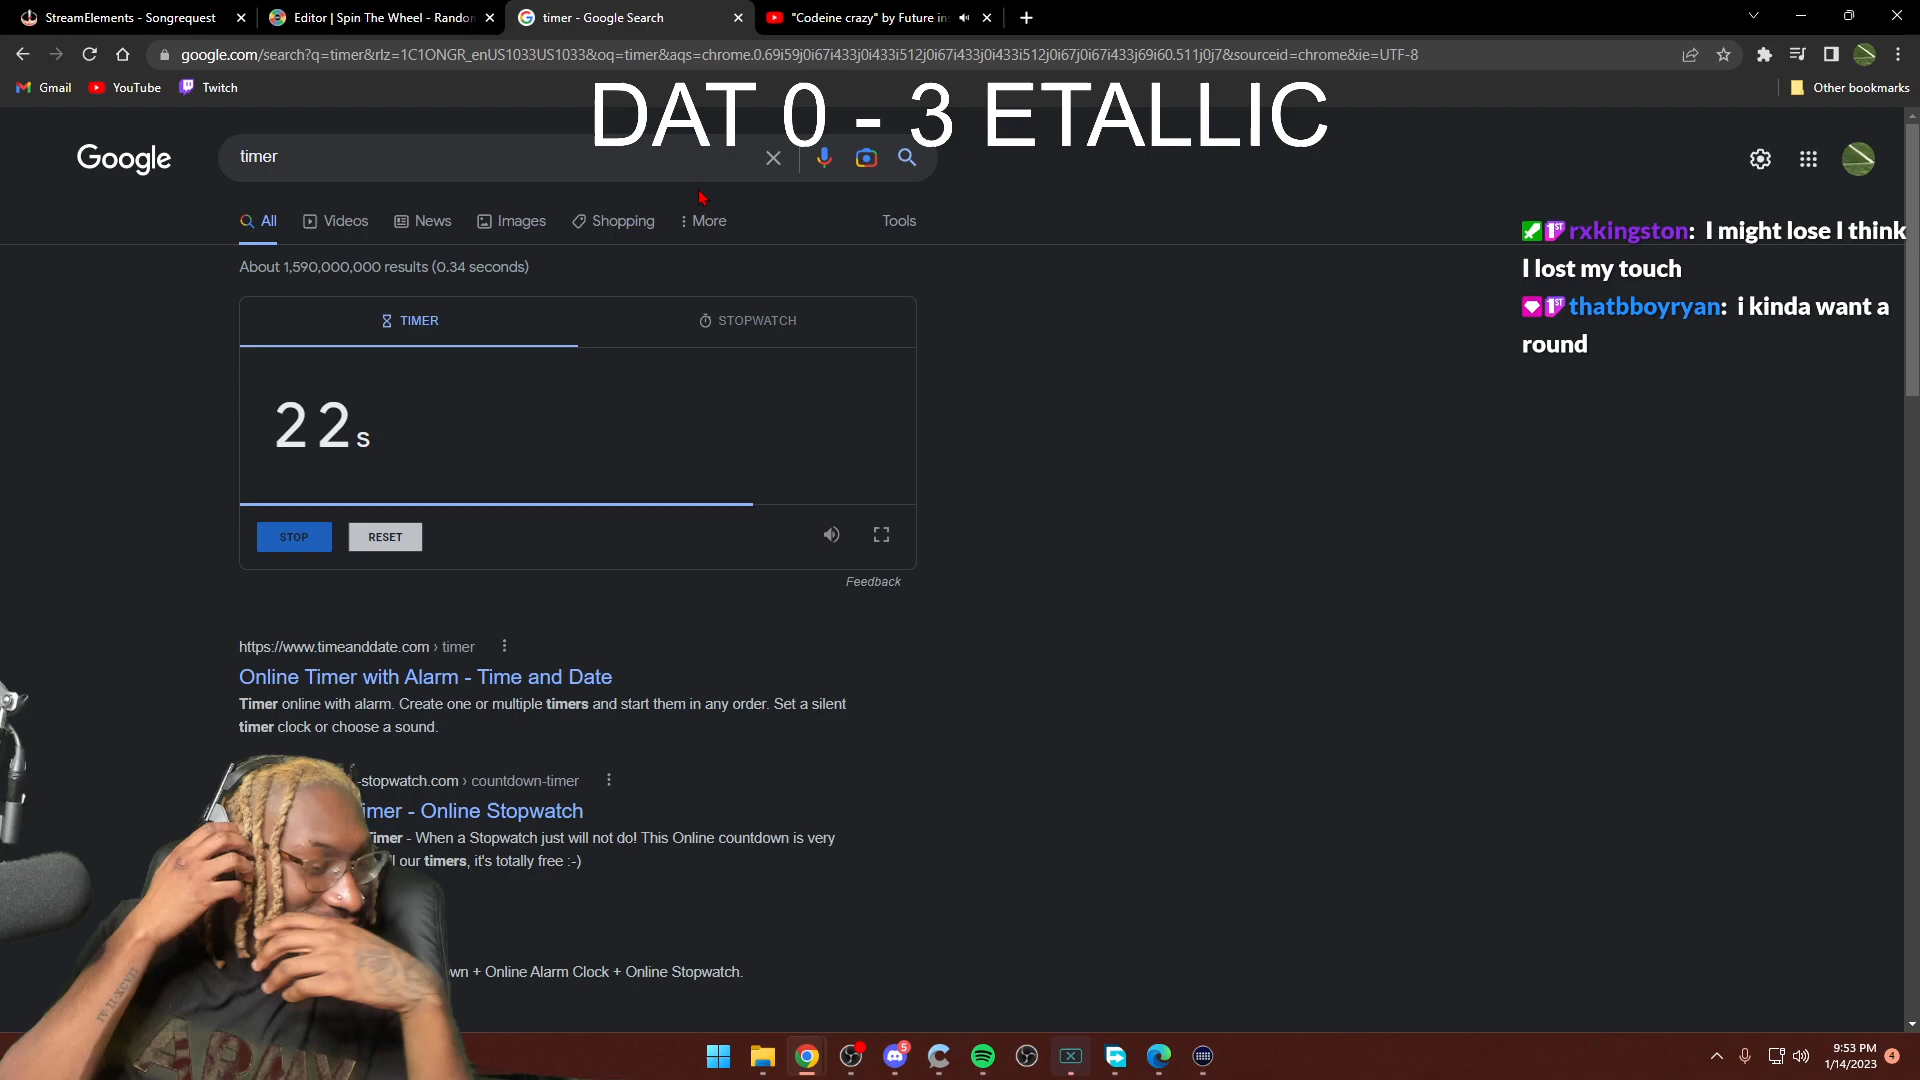 StreamElements - Songrequest
Editor | Spin The Wheel - Randon
timer - Google Search
"Codeine crazy" by Future in
google.com/search?q=timer&rlz=1C1ONGR_enUS1033US1033&oq=timer&aqs=chrome.0.69i59j0i67i433j0i433i512j0i67i433j0i433i512j0i67j0i67i433j69i60.511j0j7&sourceid=chrome&ie=UTF-8
Gmail
YouTube
Twitch
Other bookmarks
DAT 0 - 3 ETALLIC
Google
timer
All
Videos
News
Images
Shopping
More
Tools
About 1,590,000,000 results (0.34 seconds)
1ST rxkingston: I might lose I think
I lost my touch
1ST thatbboyryan: i kinda want a
round
TIMER
STOPWATCH
22s
STOP
RESET
Feedback
https://www.timeanddate.com › timer
Online Timer with Alarm - Time and Date
Timer online with alarm. Create one or multiple timers and start them in any order. Set a silent
timer clock or choose a sound.
-stopwatch.com › countdown-timer
imer - Online Stopwatch
Timer - When a Stopwatch just will not do! This Online countdown is very
l our timers, it's totally free :-)
wn + Online Alarm Clock + Online Stopwatch.
ARMY
5
9:53 PM
1/14/2023
4